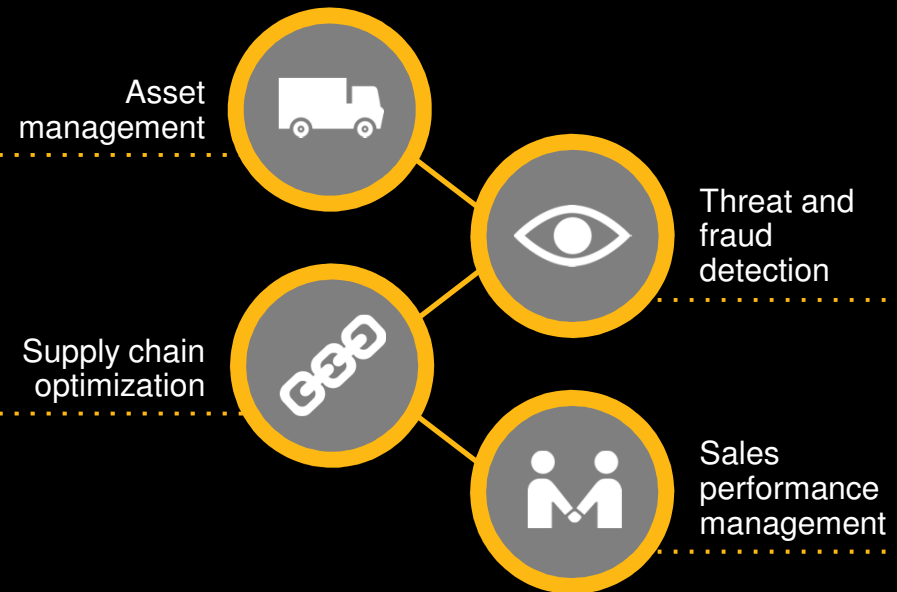 Asset
management
Threat and
fraud
detection
Supply chain
optimization
Sales
performance
management